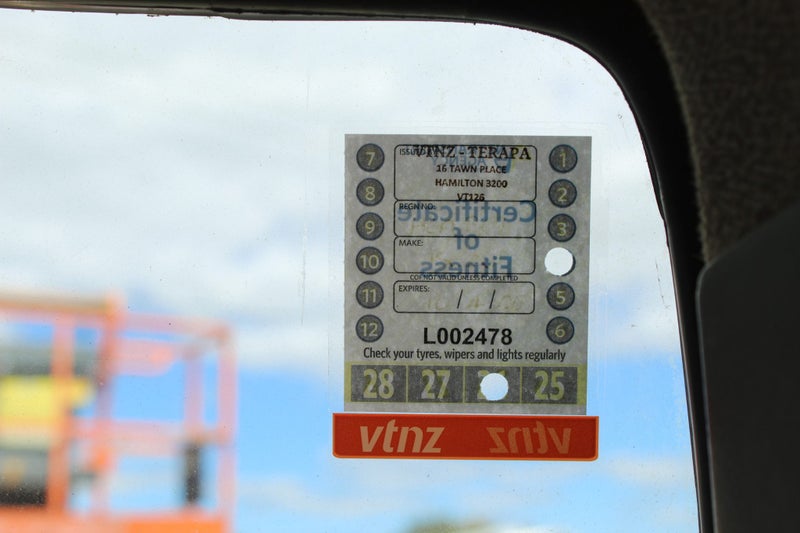 7
8
9
10
11
12
1
2
3
5
6
ISSUED
VTNZ - TERAPA
16 TAWN PLACE
HAMILTON 3200
VT126
REGN NO:
MAKE:
COF NOT VALID UNLESS COMPLETED
EXPIRES:
Certificate
of
Fitness
AGENCY
L002478
Check your tyres, wipers and lights regularly
28 27 25
vtnz vtnz